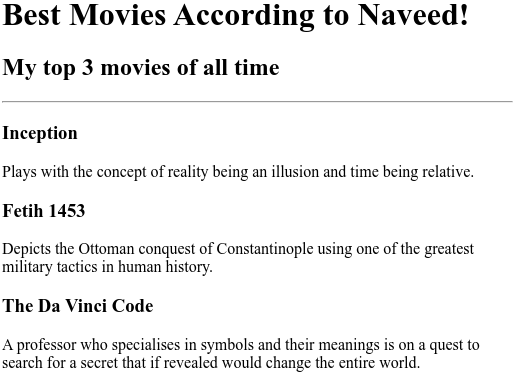 Best Movies According to Naveed!
My top 3 movies of all time
Inception
Plays with the concept of reality being an illusion and time being relative.
Fetih 1453
Depicts the Ottoman conquest of Constantinople using one of the greatest
military tactics in human history.
The Da Vinci Code
A professor who specialises in symbols and their meanings is on a quest to
search for a secret that if revealed would change the entire world.